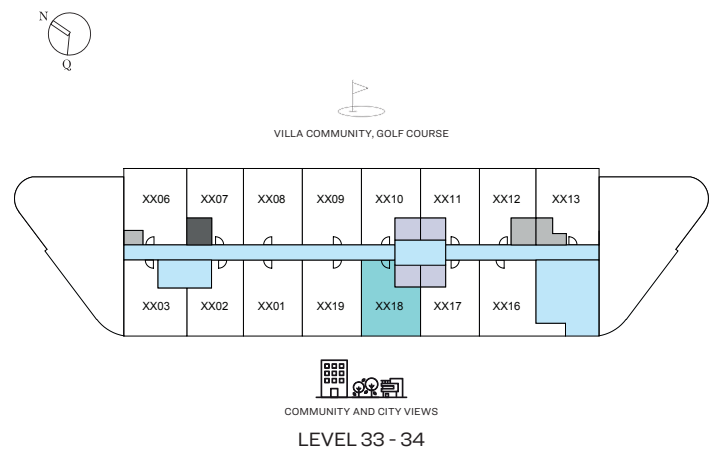 N
Q
VILLA COMMUNITY, GOLF COURSE
XX06 XX07 XX08 XX09 XX10 XX11 XX12 XX13
XX03 XX02 XX01 XX19 XX18 XX17 XX16
COMMUNITY AND CITY VIEWS
LEVEL 33 - 34